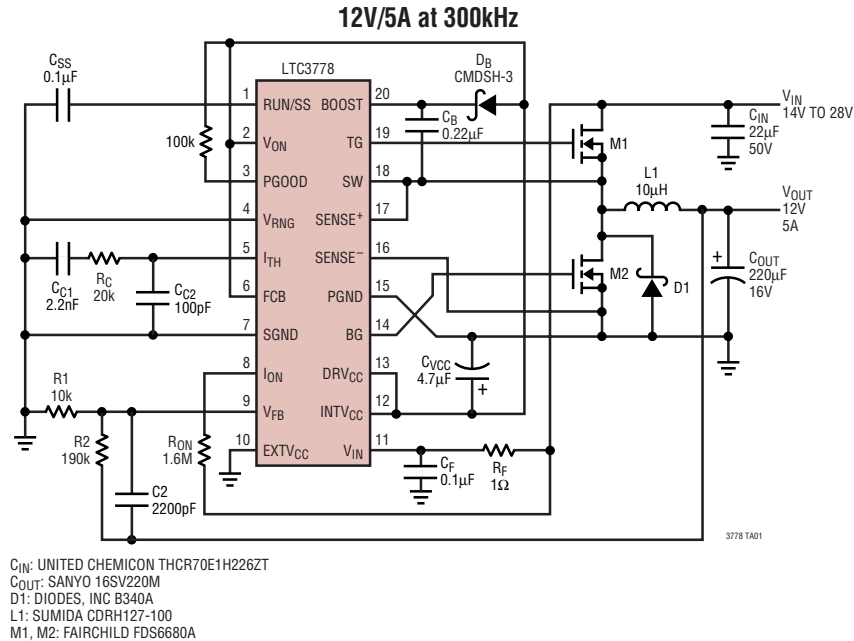 12V/5A at 300kHz
CSS
0.1µF
LTC3778
DB
CMDSH-3
1 RUN/SS BOOST 20
2 VON TG 19
3 PGOOD SW 18
4 VRNG SENSE+ 17
5 ITH SENSE– 16
6 FCB PGND 15
7 SGND BG 14
8 ION DRVCC 13
9 VFB INTVCC 12
10 EXTVCC VIN 11
100k
CB
0.22µF
M1
CIN
22µF
50V
VIN
14V TO 28V
L1
10µH
VOUT
12V
5A
CC1
2.2nF
RC
20k
CC2
100pF
M2
D1
+
COUT
220µF
16V
CVCC
4.7µF
+
R1
10k
R2
190k
RON
1.6M
C2
2200pF
CF
0.1µF
RF
1Ω
3778 TA01
CIN: UNITED CHEMICON THCR70E1H226ZT
COUT: SANYO 16SV220M
D1: DIODES, INC B340A
L1: SUMIDA CDRH127-100
M1, M2: FAIRCHILD FDS6680A